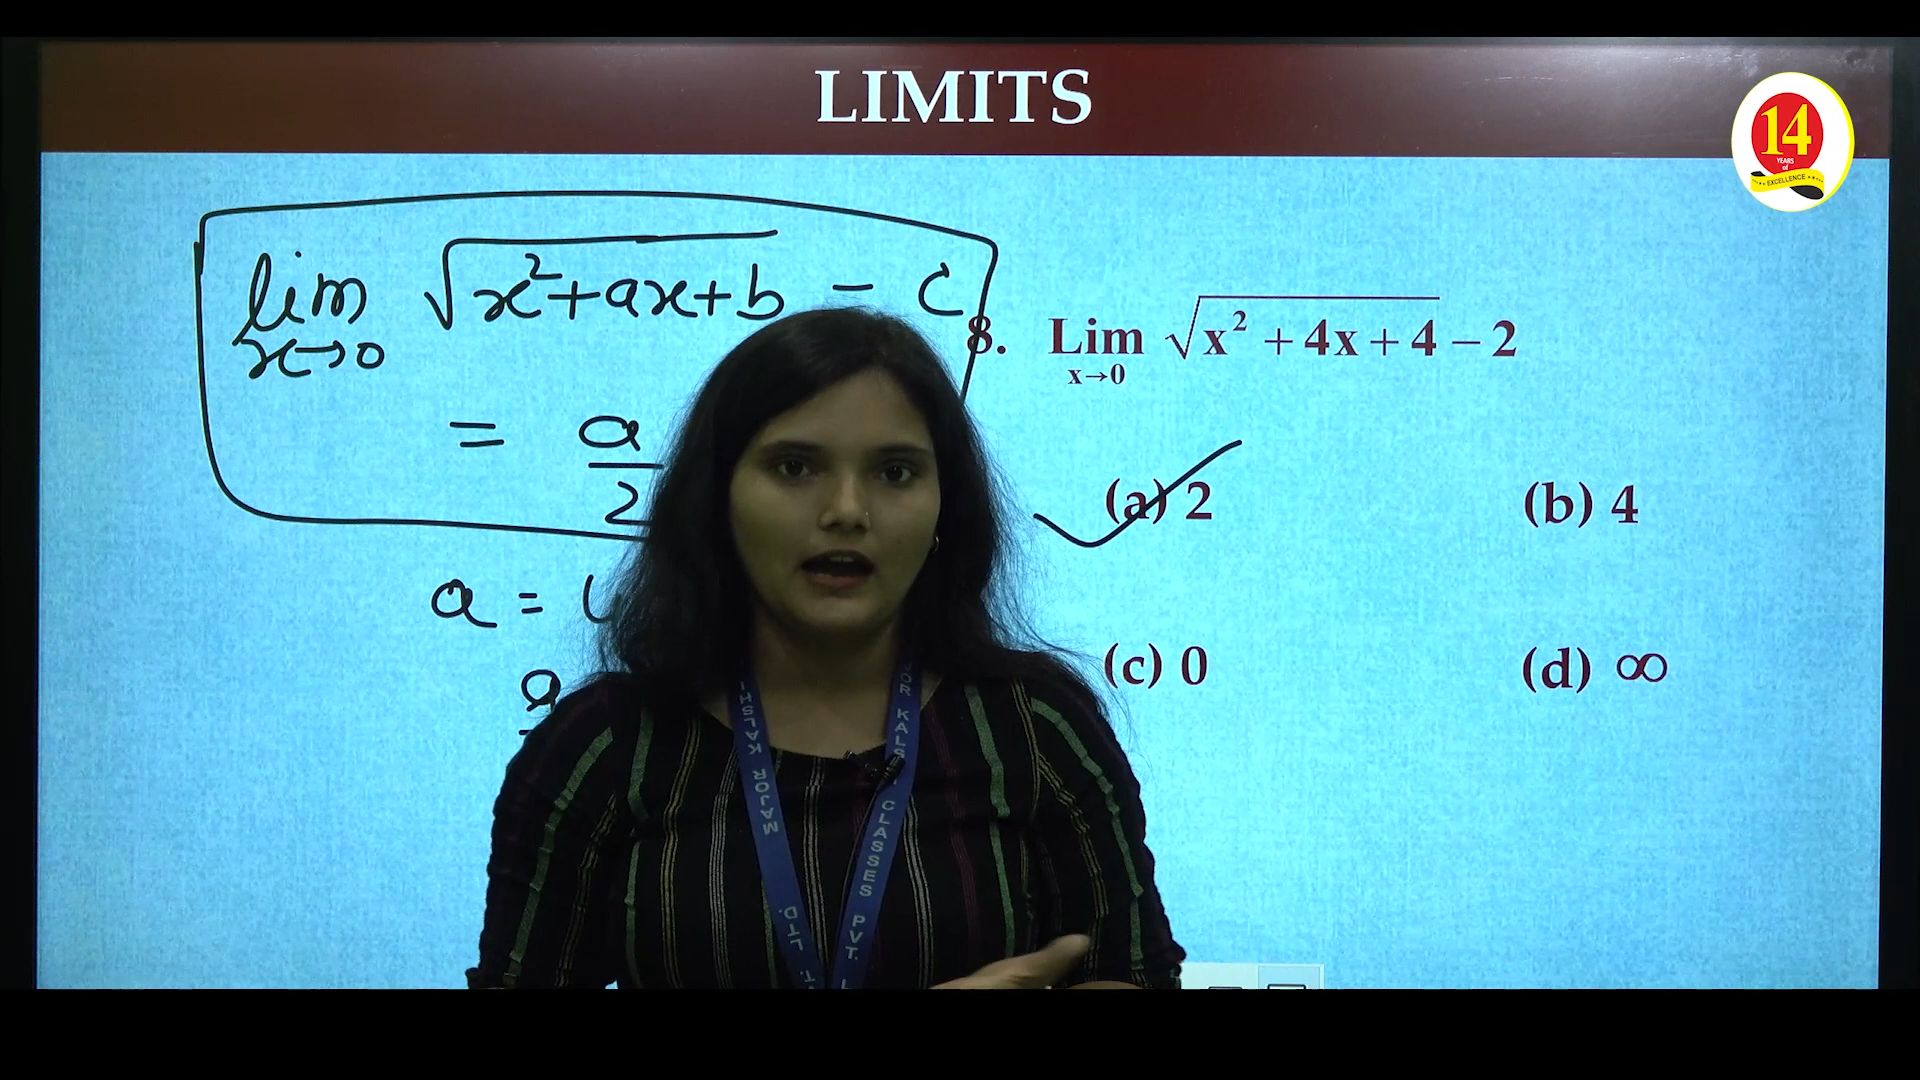 LIMITS
14
YEARS
of
EXCELLENCE
lim √x²+ax+b - c
x→0
= a
2
a =
8. Lim √x² + 4x + 4 - 2
x→0
(a) 2 (b) 4
(c) 0 (d) ∞
MAJOR KALSHI
CLASSES PVT.
LTD.